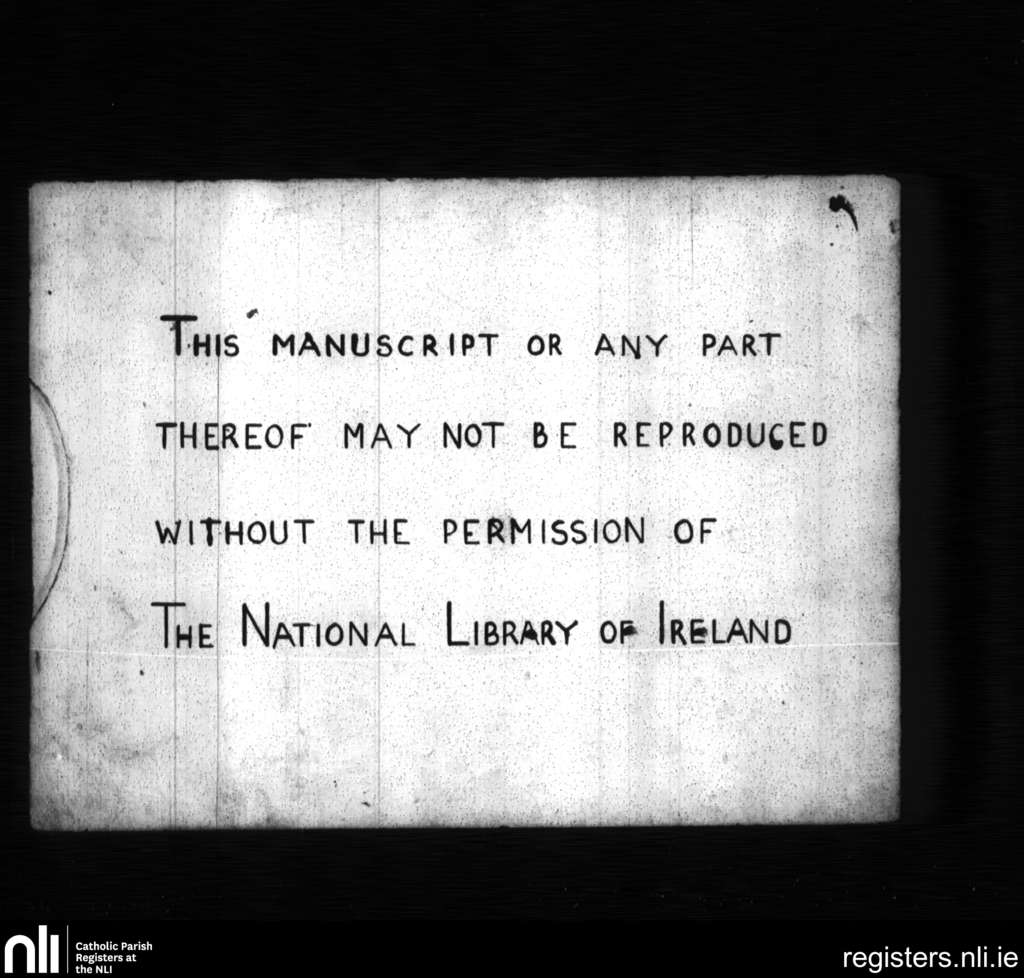 THIS MANUSCRIPT OR ANY PART
THEREOF MAY NOT BE REPRODUCED
WITHOUT THE PERMISSION OF
THE NATIONAL LIBRARY OF IRELAND
nli
Catholic Parish
Registers at
the NLI
registers.nli.ie